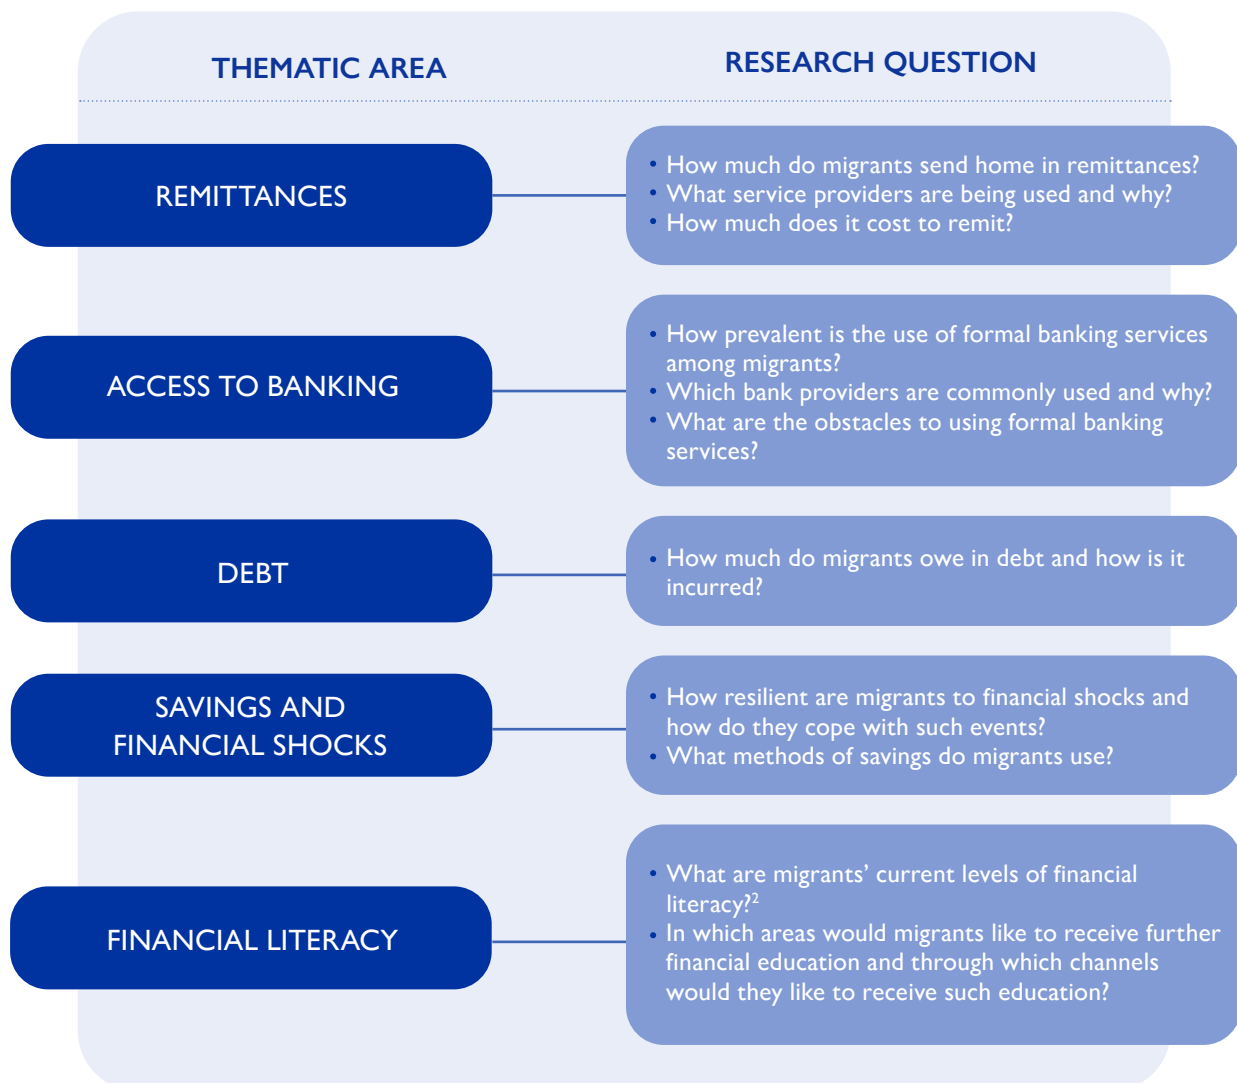 THEMATIC AREA
RESEARCH QUESTION
REMITTANCES
• How much do migrants send home in remittances?
• What service providers are being used and why?
• How much does it cost to remit?
ACCESS TO BANKING
• How prevalent is the use of formal banking services
among migrants?
• Which bank providers are commonly used and why?
• What are the obstacles to using formal banking
services?
DEBT
• How much do migrants owe in debt and how is it
incurred?
SAVINGS AND
FINANCIAL SHOCKS
• How resilient are migrants to financial shocks and
how do they cope with such events?
• What methods of savings do migrants use?
FINANCIAL LITERACY
• What are migrants’ current levels of financial
literacy?²
• In which areas would migrants like to receive further
financial education and through which channels
would they like to receive such education?